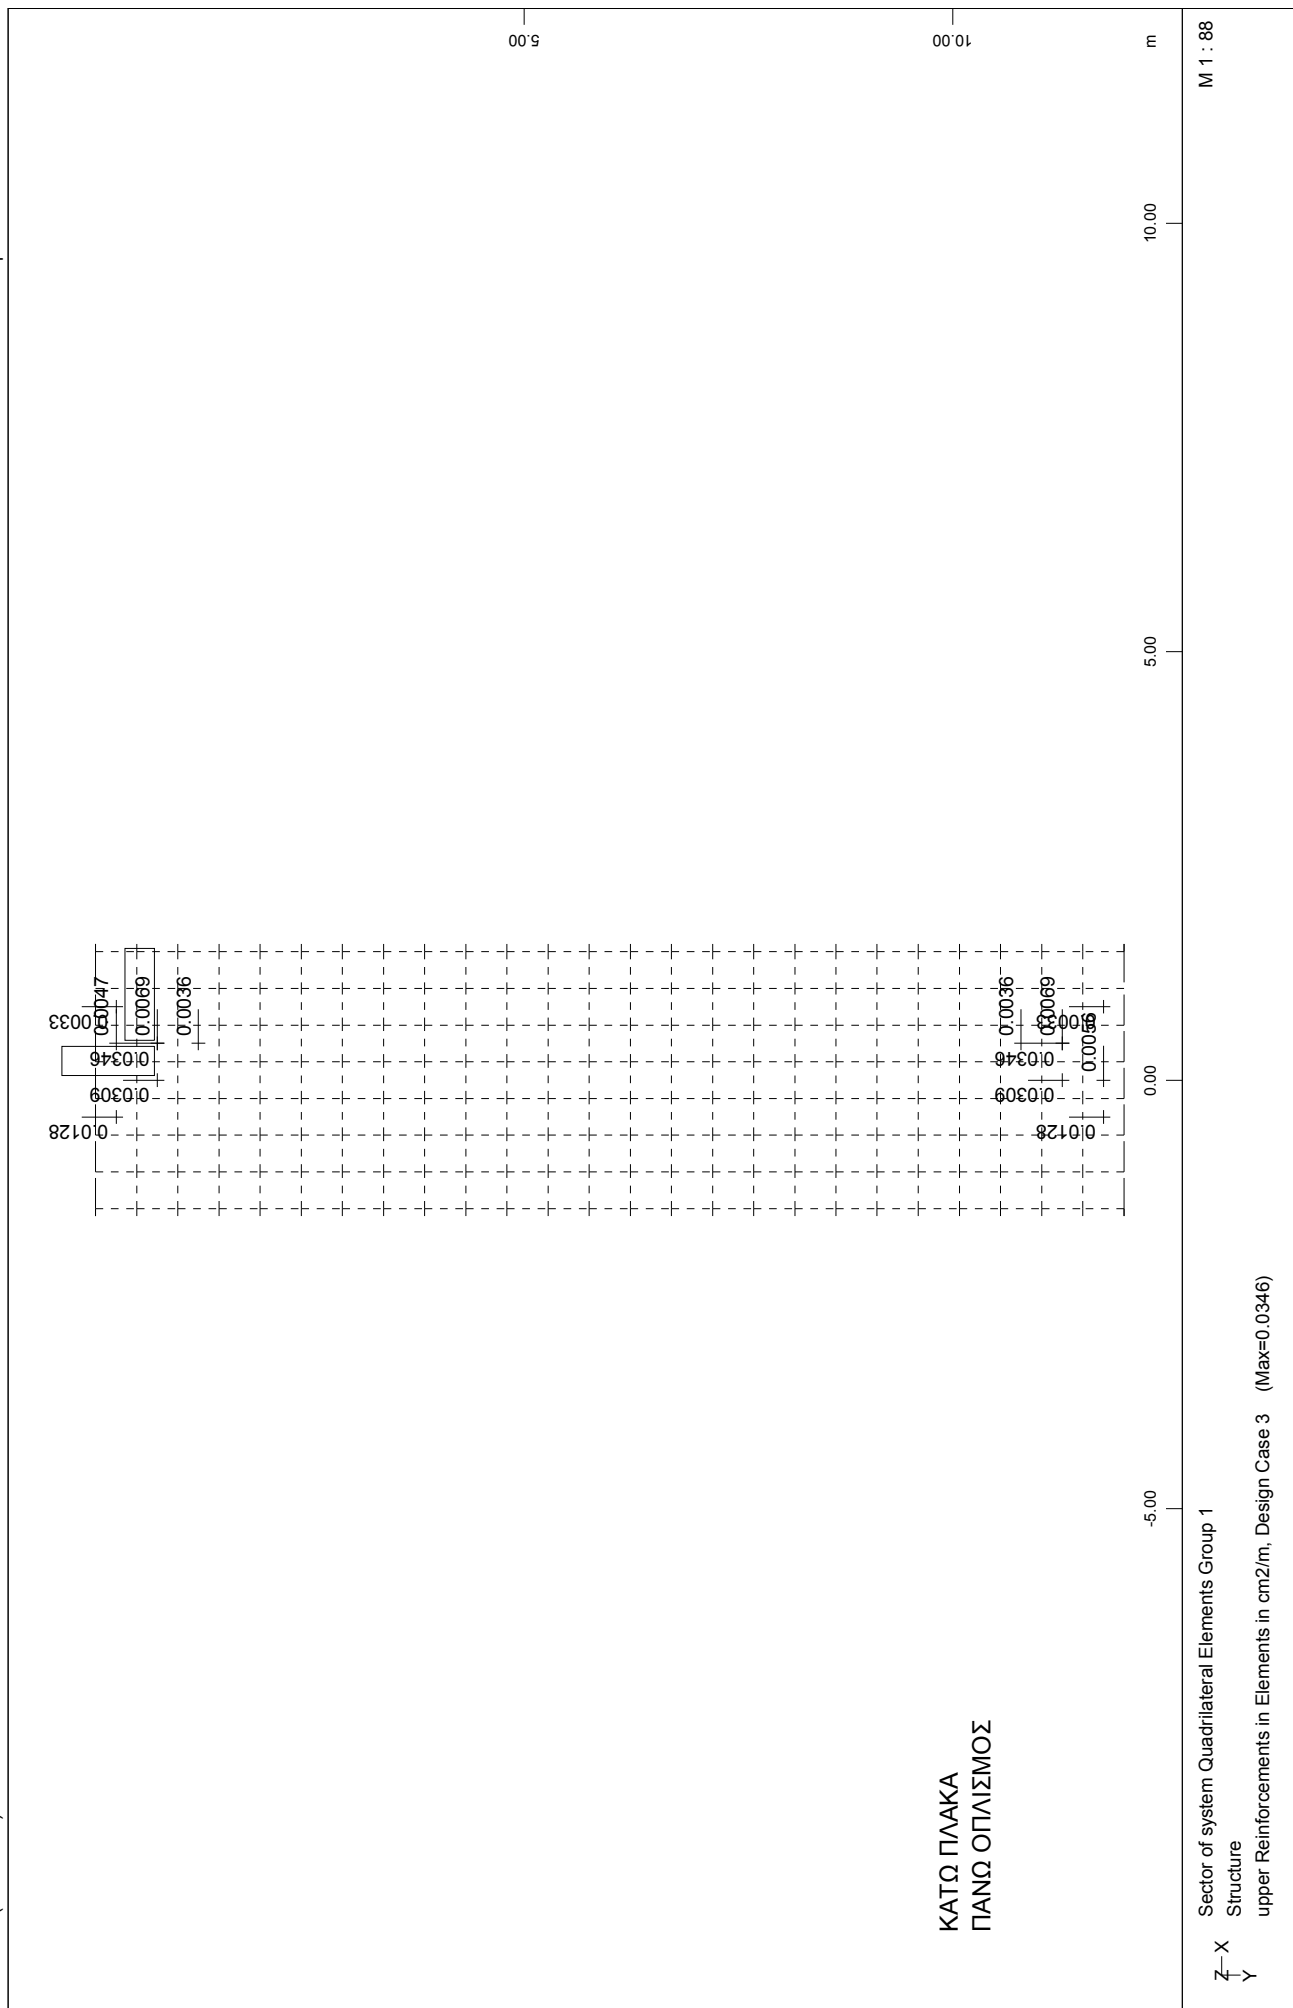 5.00
10.00
m
0.0033
0.0047
0.0346
0.0069
0.0309
0.0036
0.0128
0.0036
0.0346
0.0069
0.0309
0.0033
0.0128
-5.00
0.00
5.00
10.00
ΚΑΤΩ ΠΛΑΚΑ
ΠΑΝΩ ΟΠΛΙΣΜΟΣ
Z X
Y
Sector of system Quadrilateral Elements Group 1
M 1 : 88
Structure
upper Reinforcements in Elements in cm2/m, Design Case 3 (Max=0.0346)